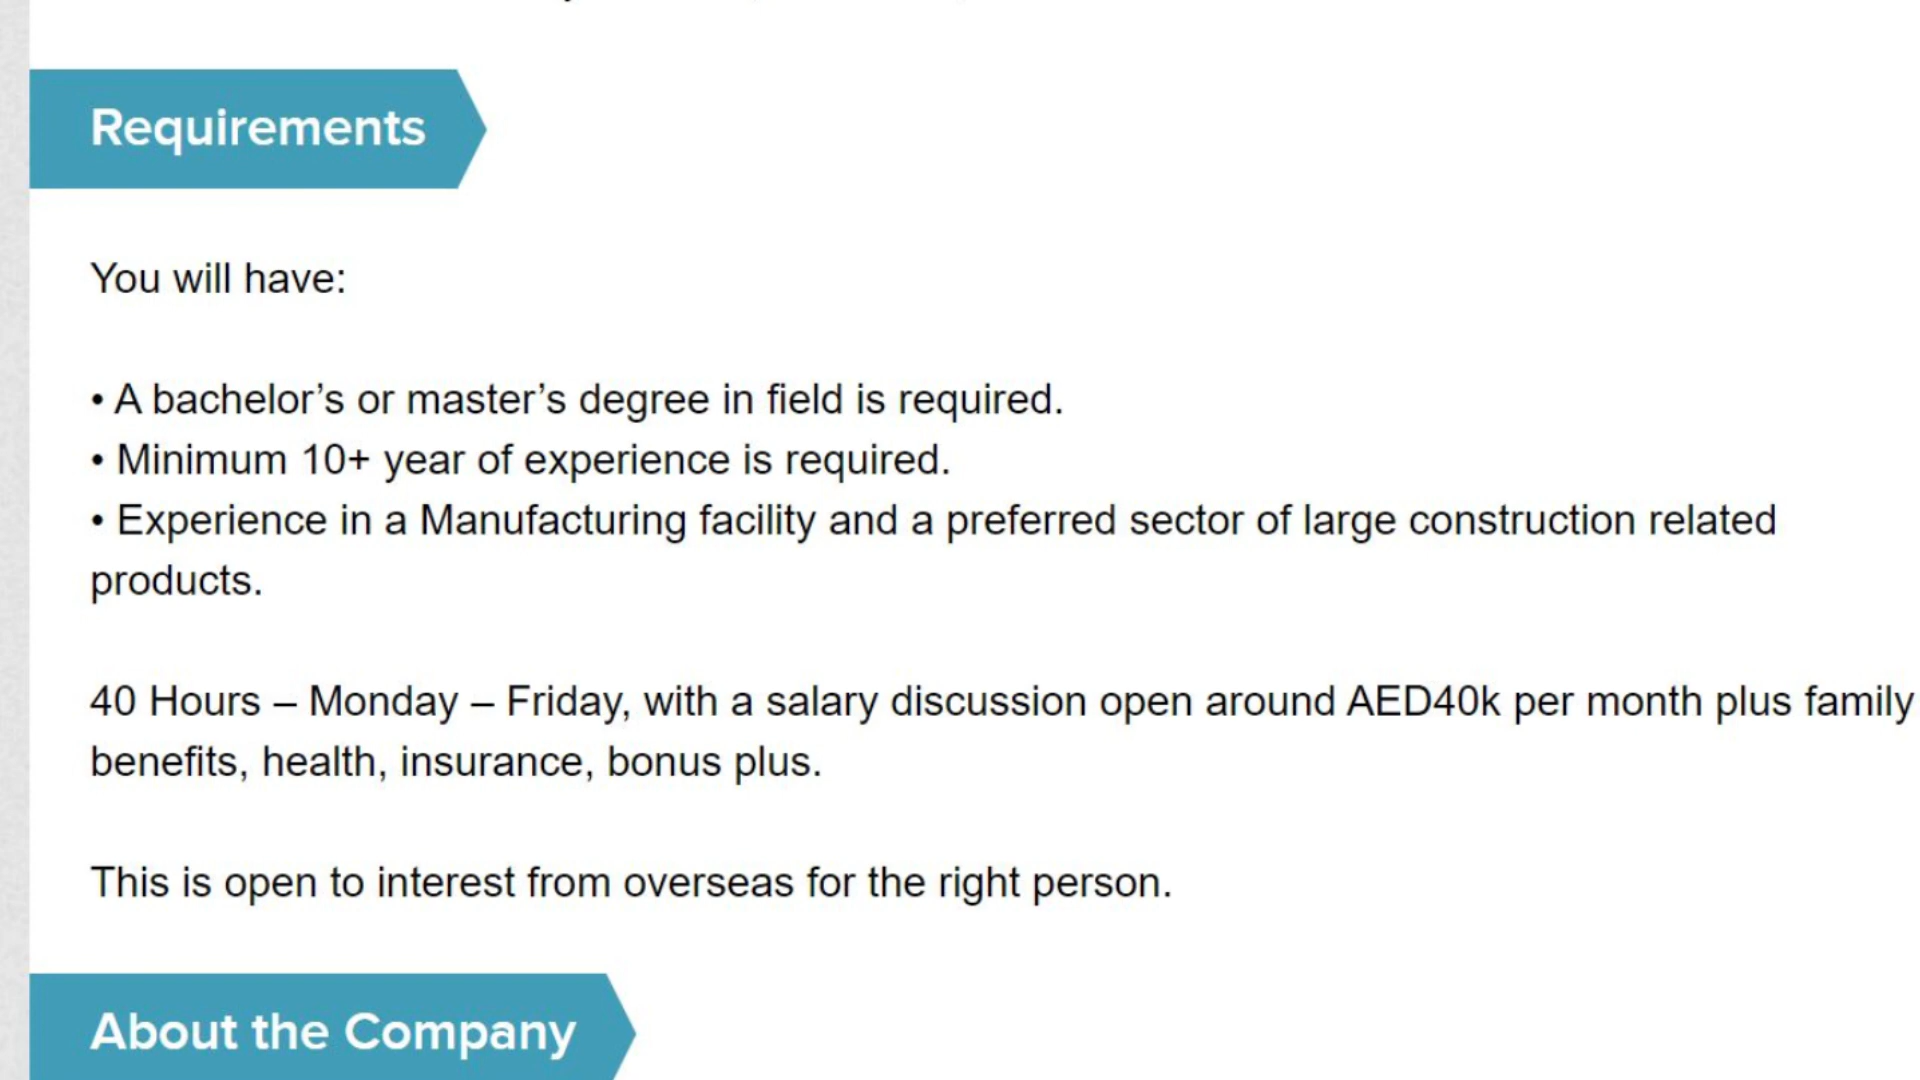 Requirements
You will have:
• A bachelor’s or master’s degree in field is required.
• Minimum 10+ year of experience is required.
• Experience in a Manufacturing facility and a preferred sector of large construction related
products.
40 Hours – Monday – Friday, with a salary discussion open around AED40k per month plus family
benefits, health, insurance, bonus plus.
This is open to interest from overseas for the right person.
About the Company